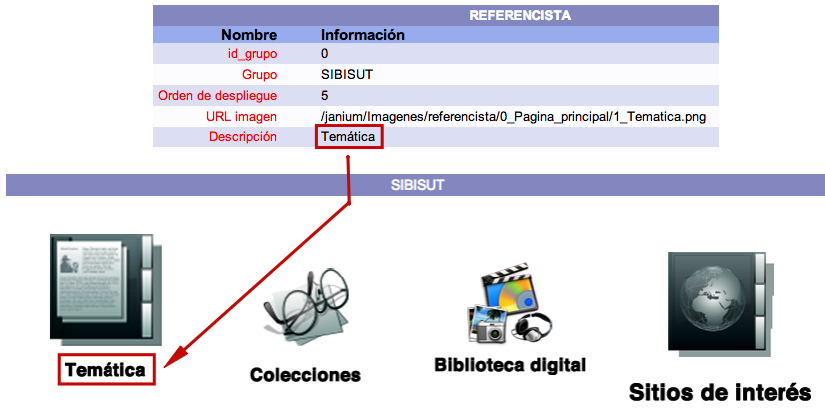 REFERENCISTA
Nombre Información
id_grupo 0
Grupo SIBISUT
Orden de despliegue 5
URL imagen /janium/Imagenes/referencista/0_Pagina_principal/1_Tematica.png
Descripción Temática
SIBISUT
Temática
Colecciones
Biblioteca digital
Sitios de interés